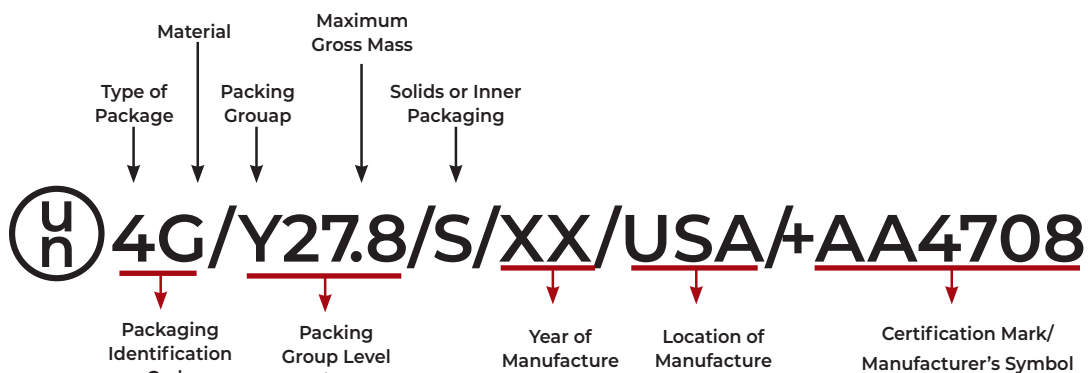 Material
Maximum
Gross Mass
Type of
Package
Packing
Grouap
Solids or Inner
Packaging
un 4G/Y27.8/S/XX/USA/+AA4708
Packaging
Identification
Packing
Group Level
Year of
Manufacture
Location of
Manufacture
Certification Mark/
Manufacturer's Symbol